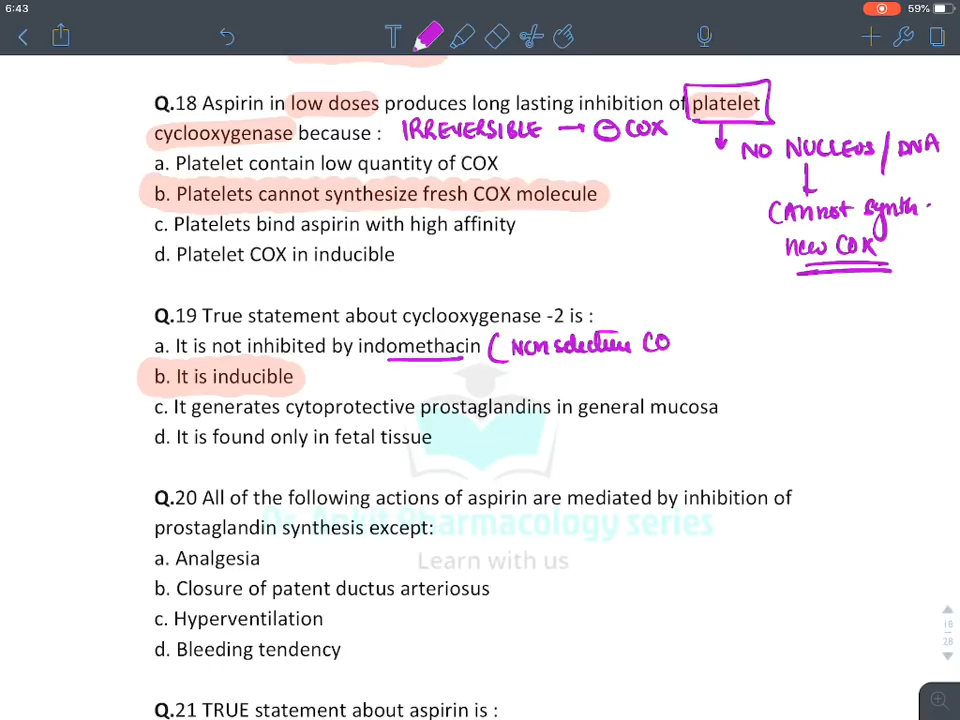 6:43
59%
T
Q.18 Aspirin in low doses produces long lasting inhibition of platelet
cyclooxygenase because :
IRREVERSIBLE → ⊖ COX
NO NUCLEUS / DNA
a. Platelet contain low quantity of COX
b. Platelets cannot synthesize fresh COX molecule
CANNOT synth.
c. Platelets bind aspirin with high affinity
new COX
d. Platelet COX in inducible
Q.19 True statement about cyclooxygenase -2 is :
a. It is not inhibited by indomethacin (NON selective CO
b. It is inducible
c. It generates cytoprotective prostaglandins in general mucosa
d. It is found only in fetal tissue
Q.20 All of the following actions of aspirin are mediated by inhibition of
prostaglandin synthesis except:
Dr. Ankit Pharmacology series
Learn with us
a. Analgesia
b. Closure of patent ductus arteriosus
c. Hyperventilation
18
28
d. Bleeding tendency
Q.21 TRUE statement about aspirin is :